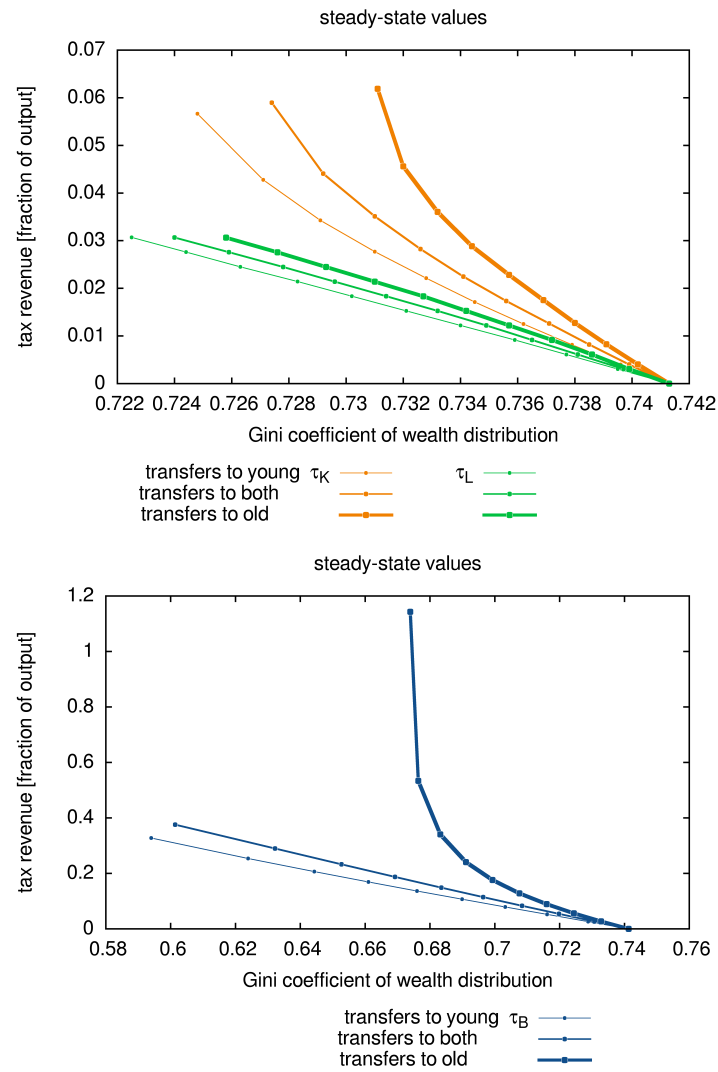 steady-state values
tax revenue [fraction of output]
0.07
0.06
0.05
0.04
0.03
0.02
0.01
0
0.722 0.724 0.726 0.728 0.73 0.732 0.734 0.736 0.738 0.74 0.742
Gini coefficient of wealth distribution
transfers to young τK τL
transfers to both
transfers to old
steady-state values
tax revenue [fraction of output]
1.2
1
0.8
0.6
0.4
0.2
0
0.58 0.6 0.62 0.64 0.66 0.68 0.7 0.72 0.74 0.76
Gini coefficient of wealth distribution
transfers to young τB
transfers to both
transfers to old